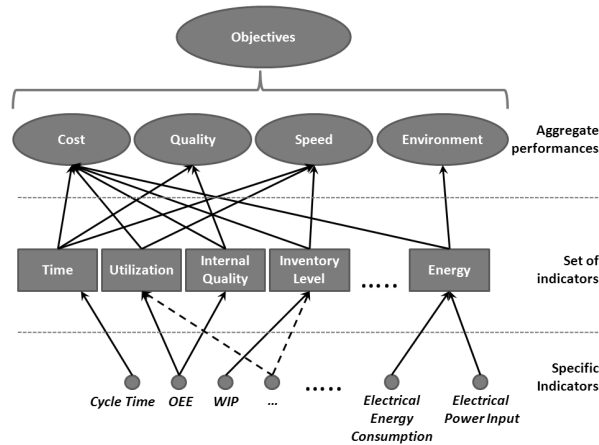 Objectives
Cost
Quality
Speed
Environment
Aggregate
performances
Time
Utilization
Internal
Quality
Inventory
Level
.....
Energy
Set of
indicators
Cycle Time
OEE
WIP
...
.....
Electrical
Energy
Consumption
Electrical
Power Input
Specific
Indicators